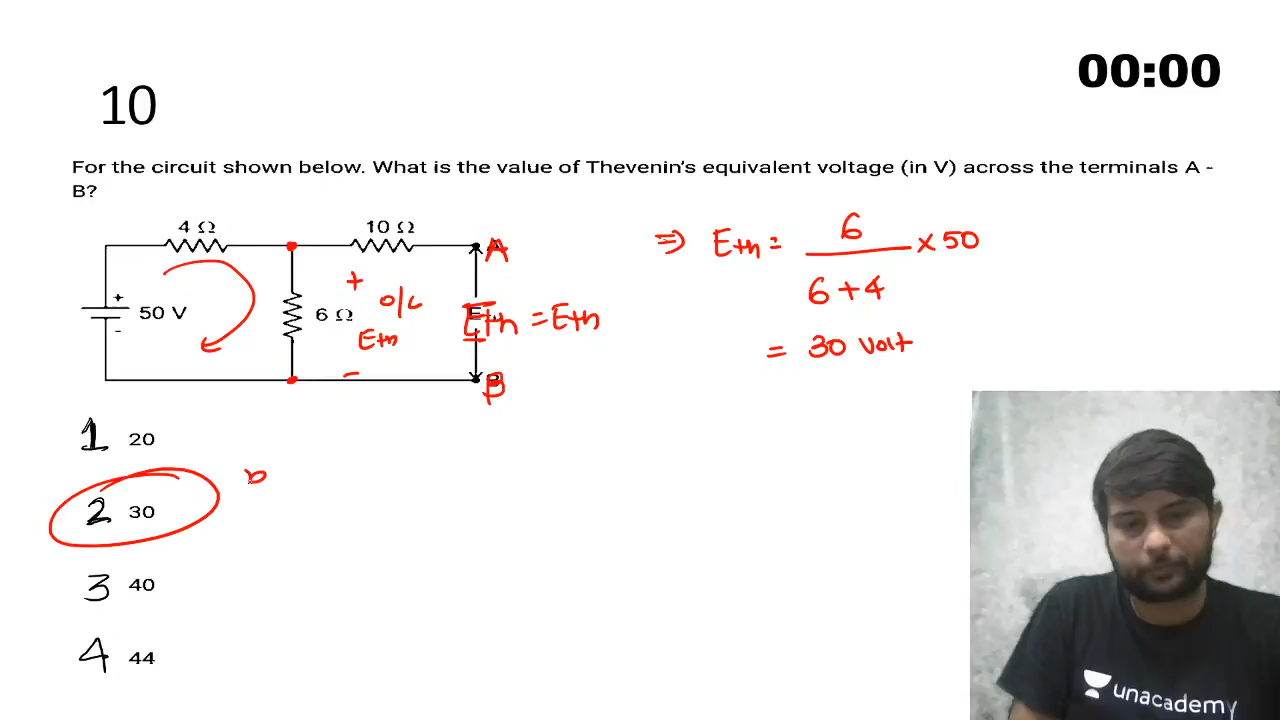 00:00
10
For the circuit shown below. What is the value of Thevenin's equivalent voltage (in V) across the terminals A -
B?
4 Ω
10 Ω
A
+
50 V
-
6 Ω
+
o/c
Eth
-
Eth = Eth
B
⇒ Eth = 6 / 6+4 × 50
= 30 volt
1 20
2 30
3 40
4 44
unacademy